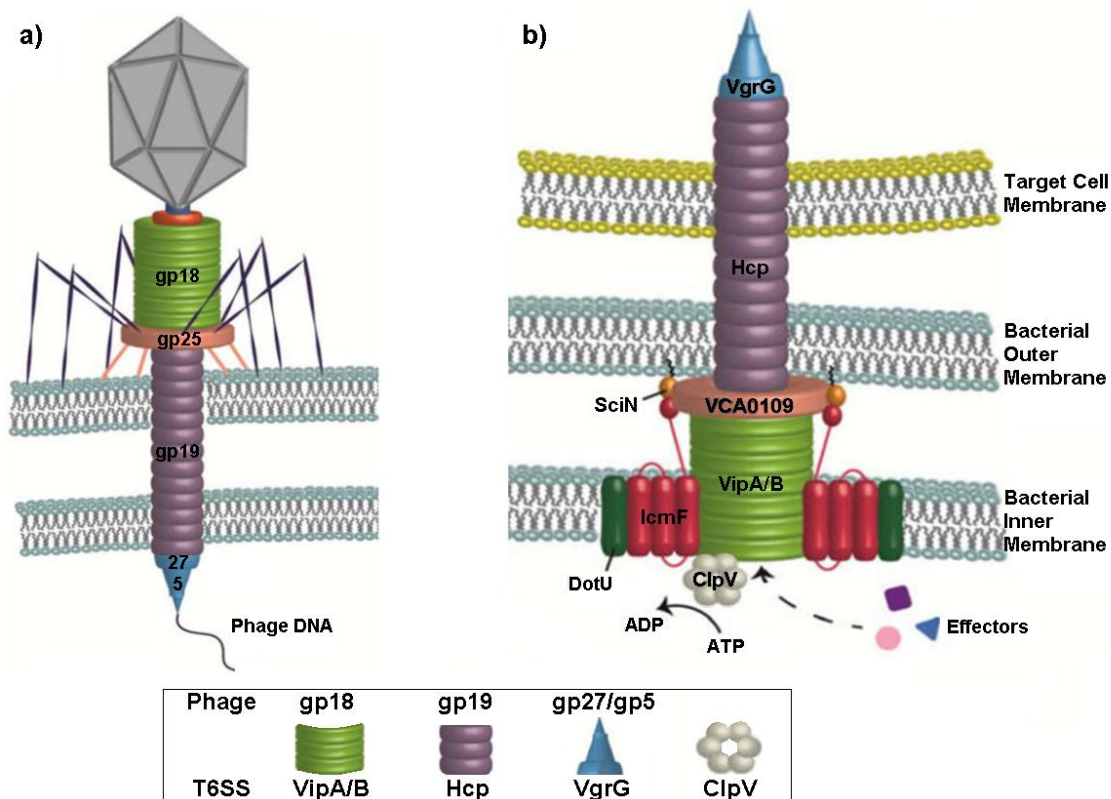 a)
gp18
gp25
gp19
27
5
Phage DNA
b)
VgrG
Target Cell
Membrane
Hcp
Bacterial
Outer
Membrane
SciN
VCA0109
VipA/B
IcmF
Bacterial
Inner
Membrane
DotU
ClpV
ADP
ATP
Effectors
Phage gp18 gp19 gp27/gp5
T6SS VipA/B Hcp VgrG ClpV